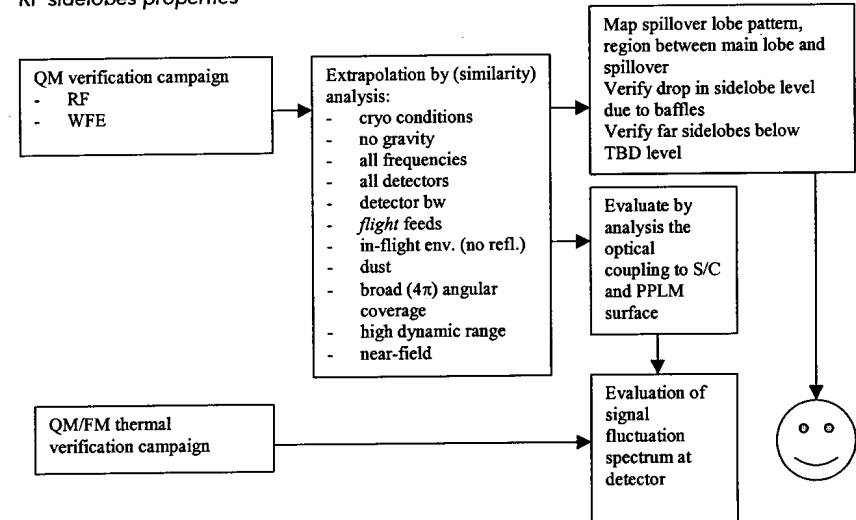 RF sidelobes properties
QM verification campaign
- RF
- WFE
Extrapolation by (similarity)
analysis:
- cryo conditions
- no gravity
- all frequencies
- all detectors
- detector bw
- flight feeds
- in-flight env. (no refl.)
- dust
- broad (4π) angular
coverage
- high dynamic range
- near-field
Map spillover lobe pattern,
region between main lobe and
spillover
Verify drop in sidelobe level
due to baffles
Verify far sidelobes below
TBD level
Evaluate by
analysis the
optical
coupling to S/C
and PPLM
surface
QM/FM thermal
verification campaign
Evaluation of
signal
fluctuation
spectrum at
detector